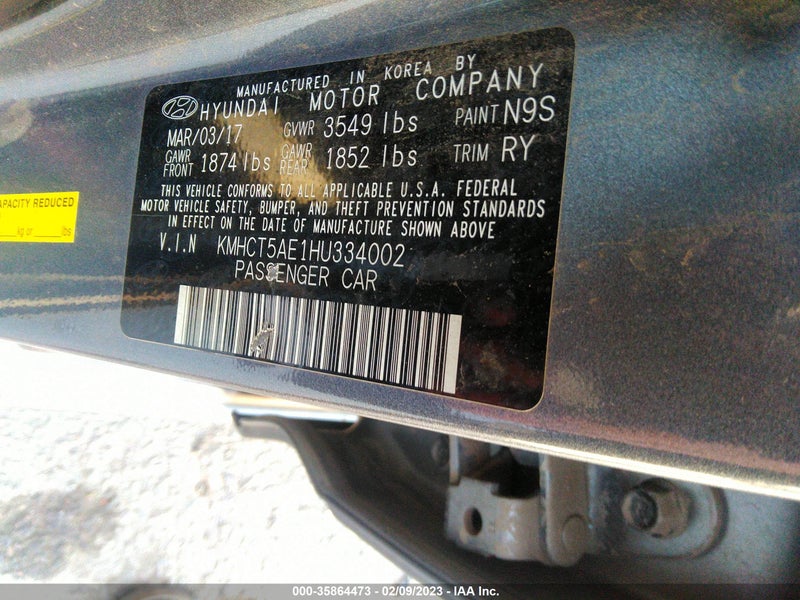 MANUFACTURED IN KOREA BY
HYUNDAI MOTOR COMPANY
MAR/03/17 GVWR 3549 lbs PAINT N9S
GAWR FRONT 1874 lbs GAWR REAR 1852 lbs TRIM RY
THIS VEHICLE CONFORMS TO ALL APPLICABLE U.S.A. FEDERAL
MOTOR VEHICLE SAFETY, BUMPER, AND THEFT PREVENTION STANDARDS
IN EFFECT ON THE DATE OF MANUFACTURE SHOWN ABOVE
V.I.N KMHCT5AE1HU334002
PASSENGER CAR
APACITY REDUCED
kg or lbs
000-35864473 - 02/09/2023 - IAA Inc.